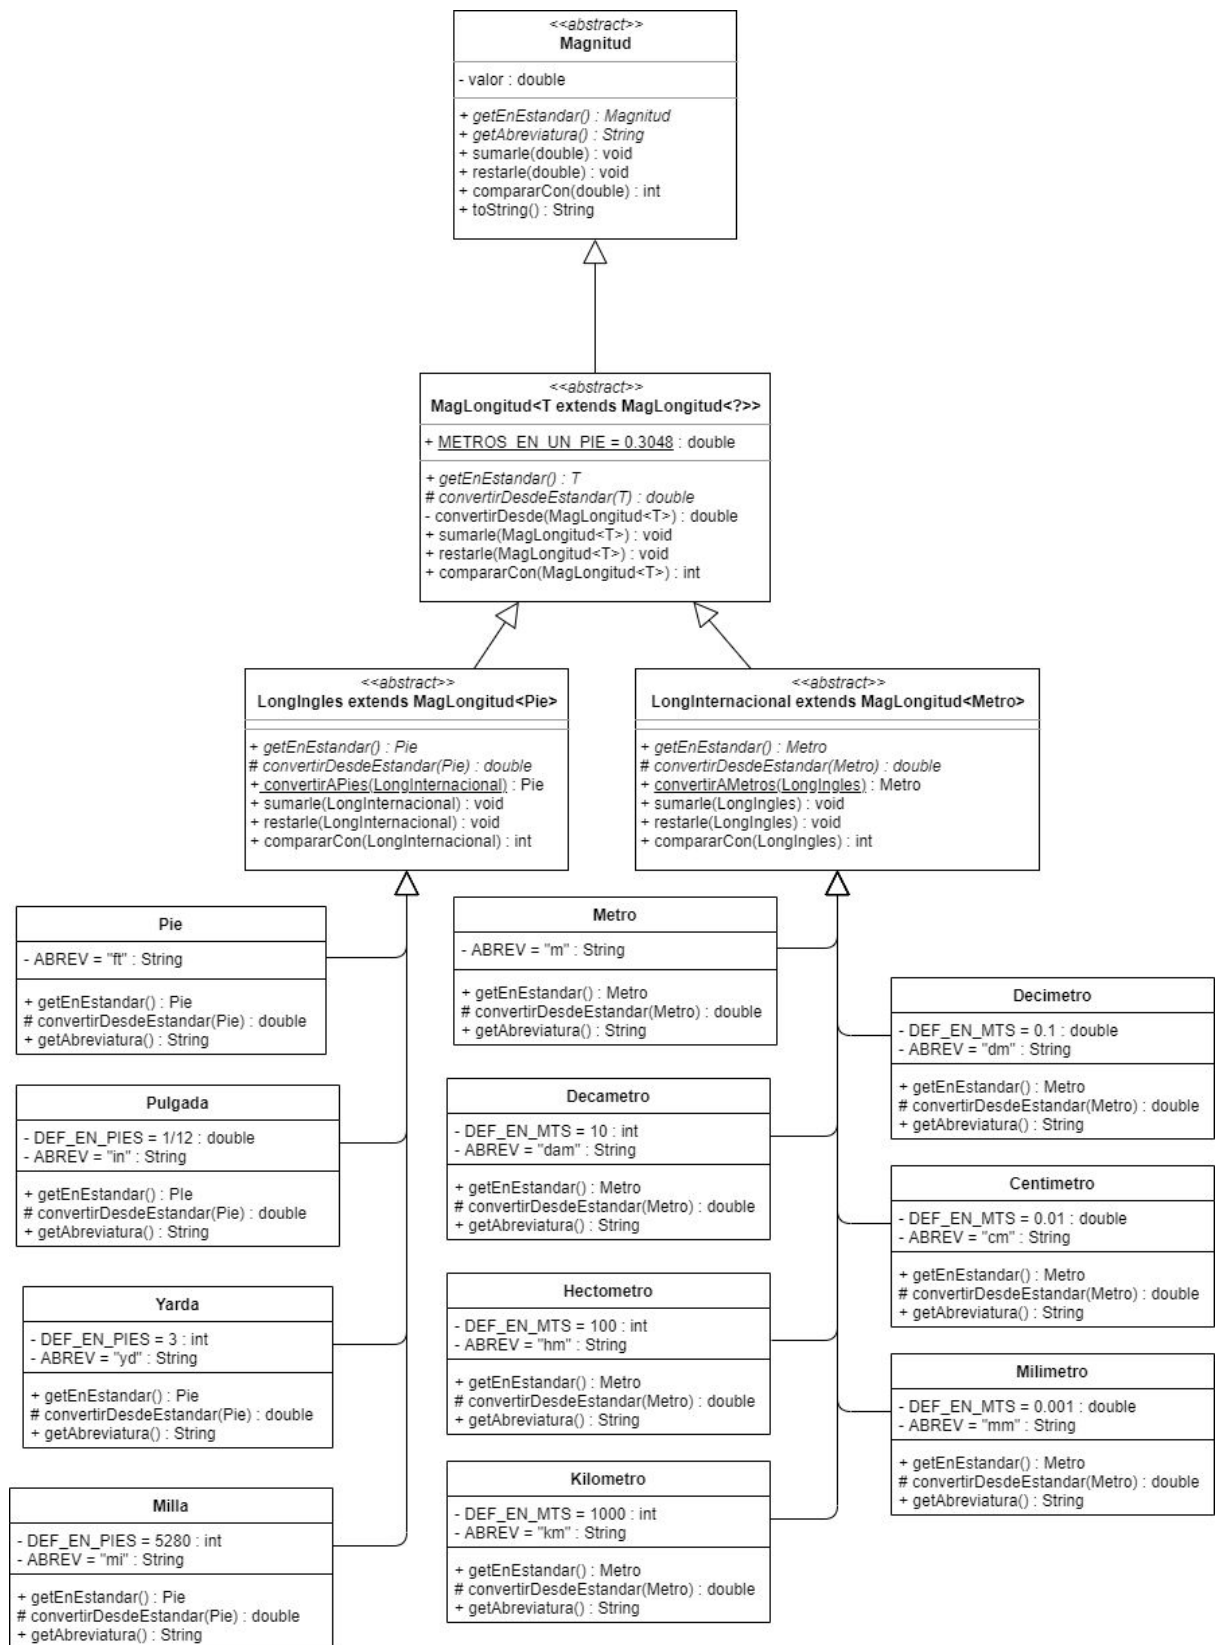 <<abstract>>
Magnitud
- valor : double
+ getEnEstandar() : Magnitud
+ getAbreviatura() : String
+ sumarle(double) : void
+ restarle(double) : void
+ compararCon(double) : int
+ toString() : String
<<abstract>>
MagLongitud<T extends MagLongitud<?>>
+ METROS_EN_UN_PIE = 0.3048 : double
+ getEnEstandar() : T
# convertirDesdeEstandar(T) : double
- convertirDesde(MagLongitud<T>) : double
+ sumarle(MagLongitud<T>) : void
+ restarle(MagLongitud<T>) : void
+ compararCon(MagLongitud<T>) : int
<<abstract>>
LongIngles extends MagLongitud<Pie>
+ getEnEstandar() : Pie
# convertirDesdeEstandar(Pie) : double
+ convertirAPies(LongInternacional) : Pie
+ sumarle(LongInternacional) : void
+ restarle(LongInternacional) : void
+ compararCon(LongInternacional) : int
<<abstract>>
LongInternacional extends MagLongitud<Metro>
+ getEnEstandar() : Metro
# convertirDesdeEstandar(Metro) : double
+ convertirAMetros(LongIngles) : Metro
+ sumarle(LongIngles) : void
+ restarle(LongIngles) : void
+ compararCon(LongIngles) : int
Pie
- ABREV = "ft" : String
+ getEnEstandar() : Pie
# convertirDesdeEstandar(Pie) : double
+ getAbreviatura() : String
Pulgada
- DEF_EN_PIES = 1/12 : double
- ABREV = "in" : String
+ getEnEstandar() : PIe
# convertirDesdeEstandar(Pie) : double
+ getAbreviatura() : String
Yarda
- DEF_EN_PIES = 3 : int
- ABREV = "yd" : String
+ getEnEstandar() : Pie
# convertirDesdeEstandar(Pie) : double
+ getAbreviatura() : String
Milla
- DEF_EN_PIES = 5280 : int
- ABREV = "mi" : String
+ getEnEstandar() : Pie
# convertirDesdeEstandar(Pie) : double
+ getAbreviatura() : String
Metro
- ABREV = "m" : String
+ getEnEstandar() : Metro
# convertirDesdeEstandar(Metro) : double
+ getAbreviatura() : String
Decametro
- DEF_EN_MTS = 10 : int
- ABREV = "dam" : String
+ getEnEstandar() : Metro
# convertirDesdeEstandar(Metro) : double
+ getAbreviatura() : String
Hectometro
- DEF_EN_MTS = 100 : int
- ABREV = "hm" : String
+ getEnEstandar() : Metro
# convertirDesdeEstandar(Metro) : double
+ getAbreviatura() : String
Kilometro
- DEF_EN_MTS = 1000 : int
- ABREV = "km" : String
+ getEnEstandar() : Metro
# convertirDesdeEstandar(Metro) : double
+ getAbreviatura() : String
Decimetro
- DEF_EN_MTS = 0.1 : double
- ABREV = "dm" : String
+ getEnEstandar() : Metro
# convertirDesdeEstandar(Metro) : double
+ getAbreviatura() : String
Centimetro
- DEF_EN_MTS = 0.01 : double
- ABREV = "cm" : String
+ getEnEstandar() : Metro
# convertirDesdeEstandar(Metro) : double
+ getAbreviatura() : String
Milimetro
- DEF_EN_MTS = 0.001 : double
- ABREV = "mm" : String
+ getEnEstandar() : Metro
# convertirDesdeEstandar(Metro) : double
+ getAbreviatura() : String